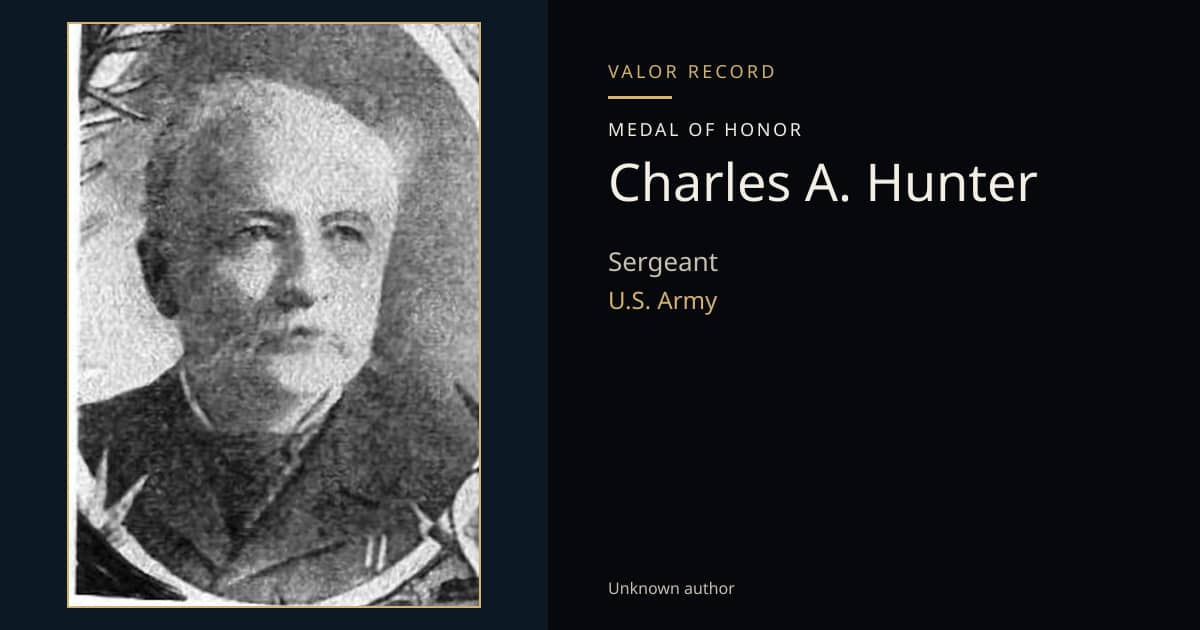 VALOR RECORD
MEDAL OF HONOR
Charles A. Hunter
Sergeant
U.S. Army
Unknown author